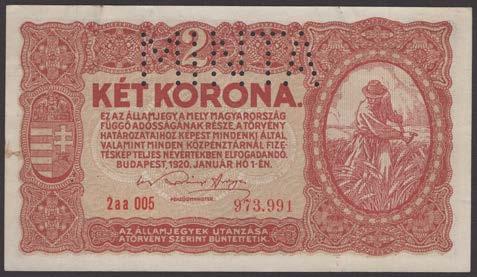 2
MINTA
KÉT KORONA.
EZ AZ ÁLLAMJEGY, A MELY MAGYARORSZÁG
FÜGGŐ ADÓSSÁGÁNAK RÉSZE, A TÖRVÉNY
HATÁROZATAIHOZ KÉPEST MINDENKI ÁLTAL
VALAMINT MINDEN KÖZPÉNZTÁRNÁL FIZE-
TÉSKÉP TELJES NÉVÉRTÉKBEN ELFOGADANDÓ.
BUDAPEST, 1920. JANUÁR HÓ 1-ÉN.
PÉNZÜGYMINISZTER.
2aa 005 973.991
AZ ÁLLAMJEGYEK UTÁNZÁSA
A TÖRVÉNY SZERINT BÜNTETTETIK.